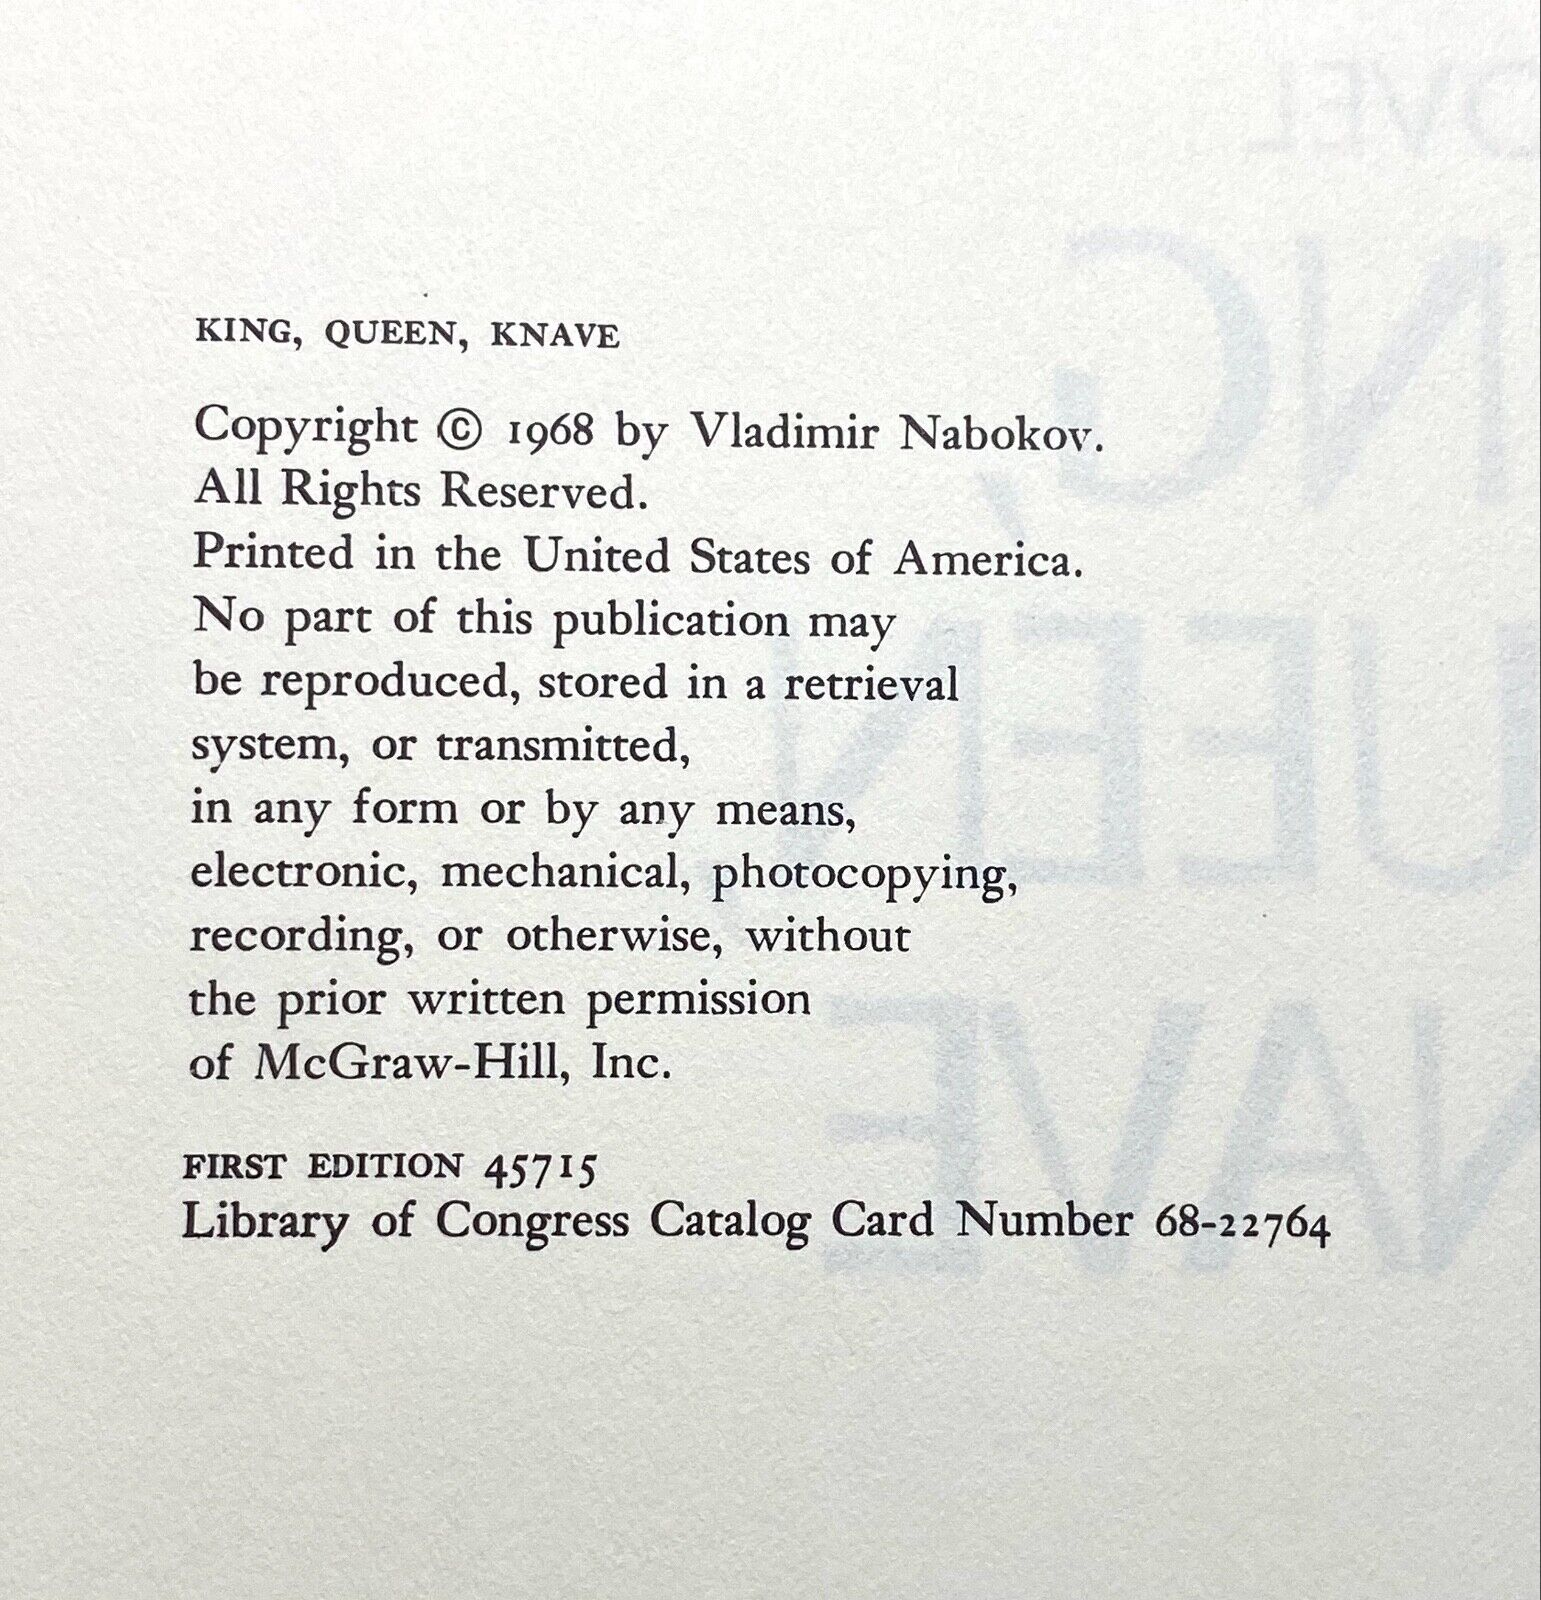 KING, QUEEN, KNAVE
Copyright © 1968 by Vladimir Nabokov.
All Rights Reserved.
Printed in the United States of America.
No part of this publication may
be reproduced, stored in a retrieval
system, or transmitted,
in any form or by any means,
electronic, mechanical, photocopying,
recording, or otherwise, without
the prior written permission
of McGraw-Hill, Inc.
FIRST EDITION 45715
Library of Congress Catalog Card Number 68-22764